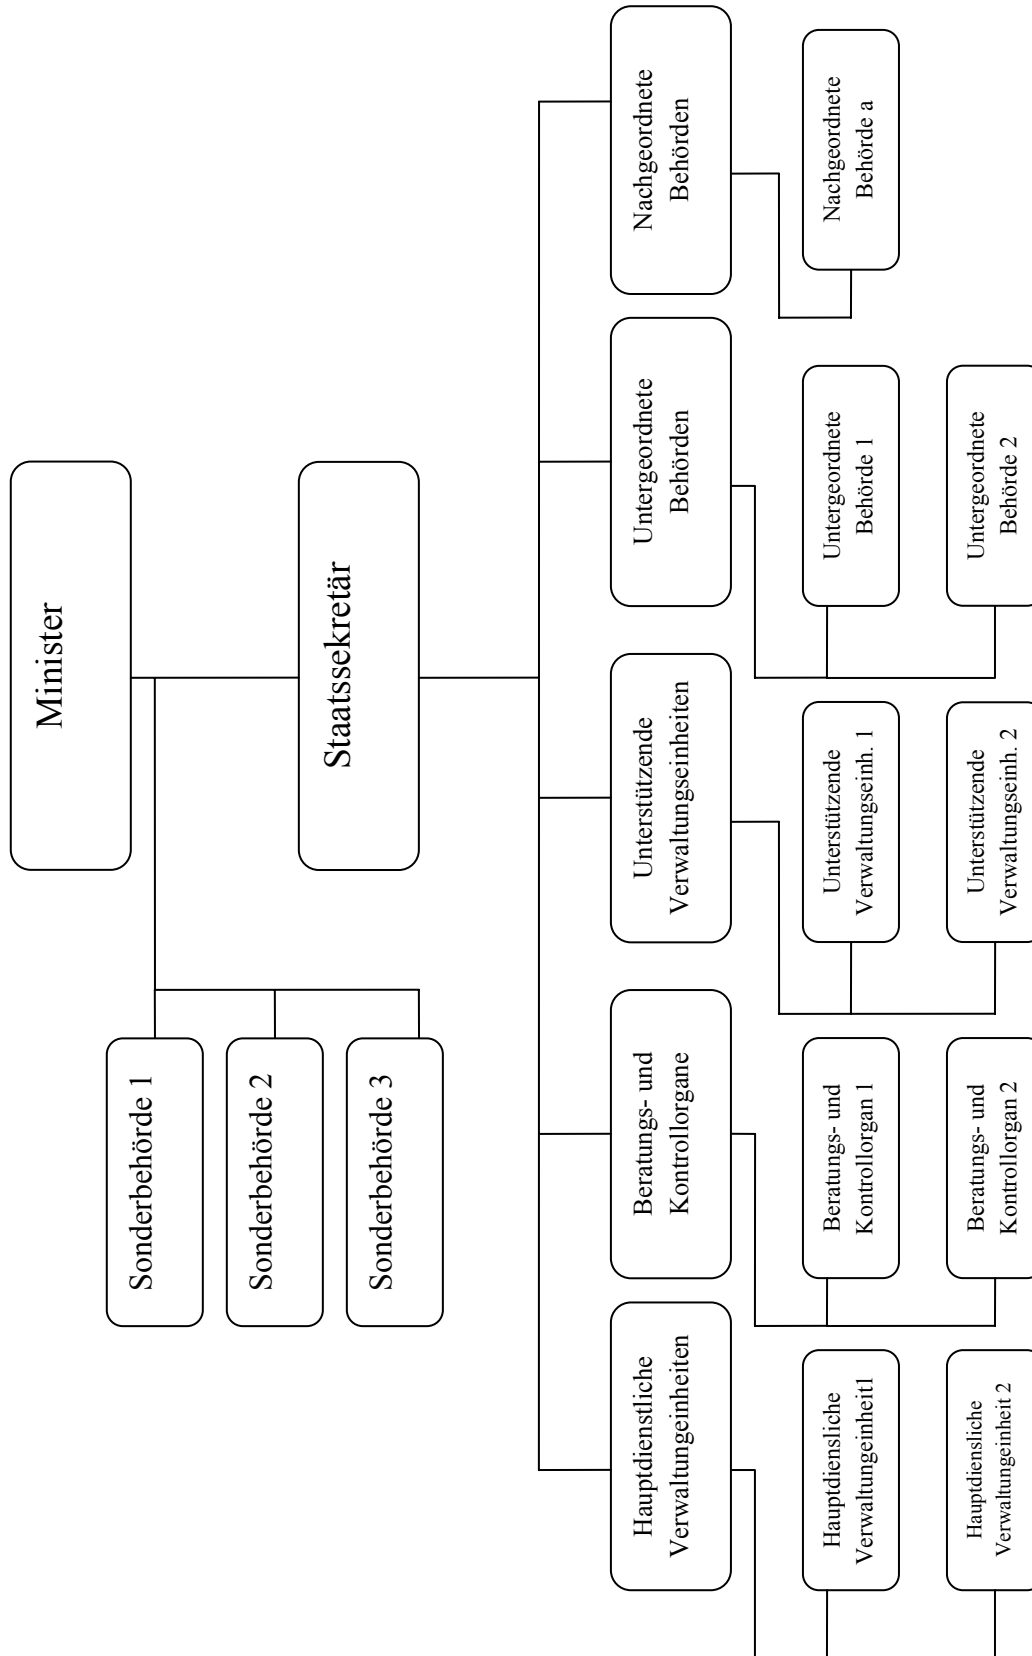 Minister
Sonderbehörde 1
Sonderbehörde 2
Sonderbehörde 3
Staatssekretär
Hauptdienstliche
Verwaltungeinheiten
Beratungs- und
Kontrollorgane
Unterstützende
Verwaltungseinheiten
Untergeordnete
Behörden
Nachgeordnete
Behörden
Hauptdiensliche
Verwaltungeinheit1
Beratungs- und
Kontrollorgan 1
Unterstützende
Verwaltungseinh. 1
Untergeordnete
Behörde 1
Nachgeordnete
Behörde a
Hauptdiensliche
Verwaltungeinheit 2
Beratungs- und
Kontrollorgan 2
Unterstützende
Verwaltungseinh. 2
Untergeordnete
Behörde 2